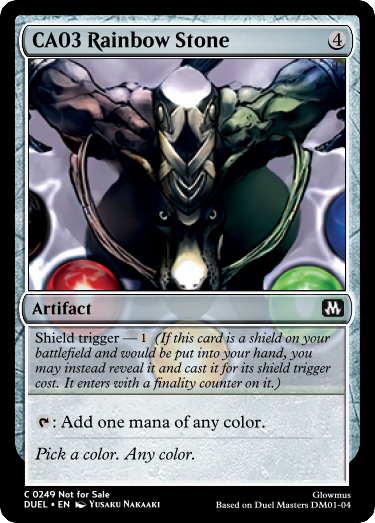 CA03 Rainbow Stone 4
Artifact
Shield trigger — 1 (If this card is a shield on your
battlefield and would be put into your hand, you
may instead reveal it and cast it for its shield trigger
cost. It enters with a finality counter on it.)
: Add one mana of any color.
Pick a color. Any color.
C 0249 Not for Sale
Glowmus
DUEL • EN Yusaku Nakaaki
Based on Duel Masters DM01-04